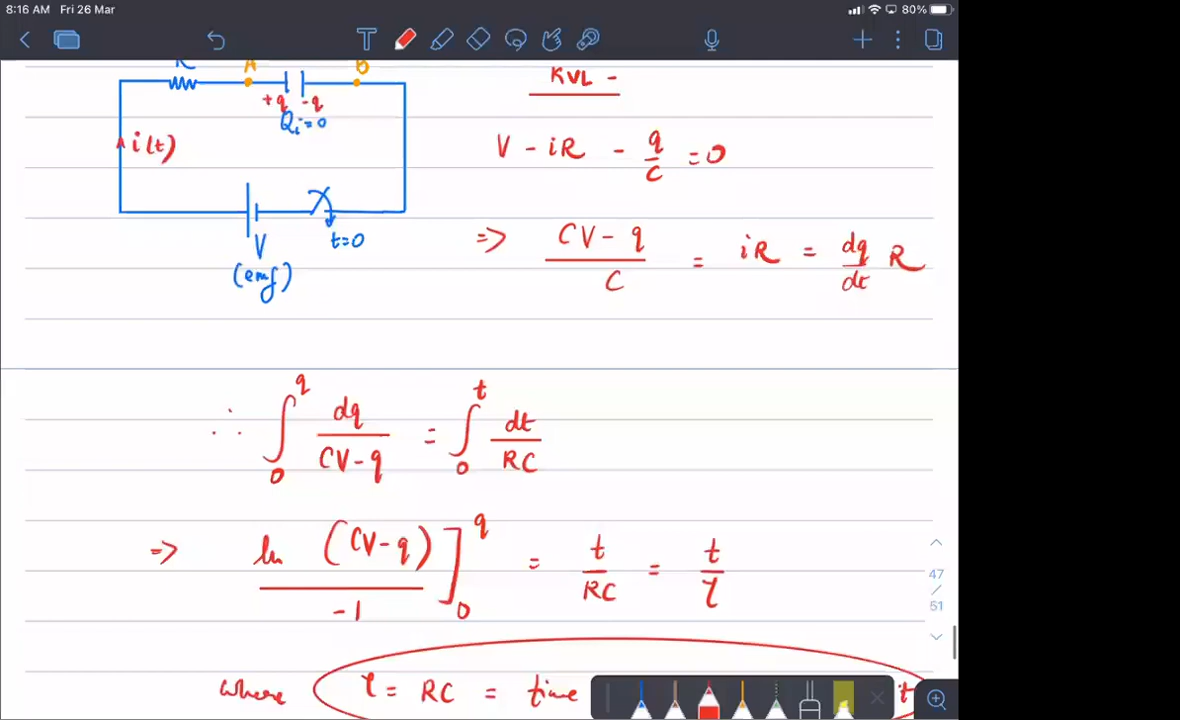 8:16 AM Fri 26 Mar
80%
A
KVL -
+q -q
Qi=0
i(t)
V - iR - q/C = 0
t=0
V
(emf)
=> (CV - q)/C = iR = dq/dt R
∴ ∫₀^q dq/(CV-q) = ∫₀^t dt/RC
=> ln (CV-q)/-1 ]₀^q = t/RC = t/τ
47
/
51
where τ = RC = time